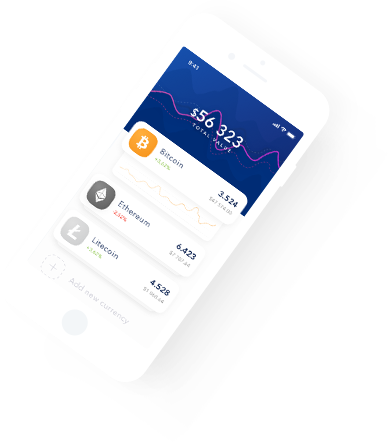 9:41
$56 323
TOTAL VALUE
Bitcoin
3.524
Ethereum
6.423
Litecoin
4.528
Add new currency